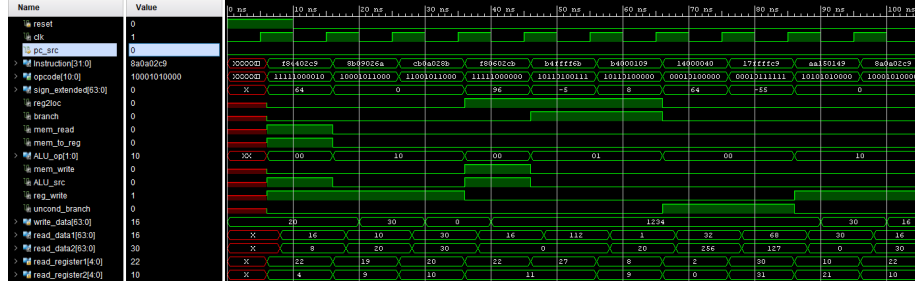 Name Value 0 ns 10 ns 20 ns 30 ns 40 ns 50 ns 60 ns 70 ns 80 ns 90 ns 100 ns
reset 0
clk 1
pc_src 0
Instruction[31:0] 8a0a02c9 f84402c9 8b09026a cb0a028b f80602cb b4ffff6b b4000109 14000040 17ffffc9 aa150149 8a0a02c9
opcode[10:0] 10001010000 11111000010 10001011000 11001011000 11111000000 10110100111 10110100000 00010100000 00010111111 10101010000 1000101000
sign_extended[63:0] 0 X 64 0 96 -5 8 64 -55 0
reg2loc 0
branch 0
mem_read 0
mem_to_reg 0
ALU_op[1:0] 10 XX 00 10 00 01 00 10
mem_write 0
ALU_src 0
reg_write 1
uncond_branch 0
write_data[63:0] 16 20 30 0 1234 30 16
read_data1[63:0] 16 X 16 10 30 16 112 1 32 68 30 16
read_data2[63:0] 30 X 8 20 30 0 20 256 127 0 30
read_register1[4:0] 22 X 22 19 20 22 27 8 2 30 10 22
read_register2[4:0] 10 X 4 9 10 11 9 0 31 21 10